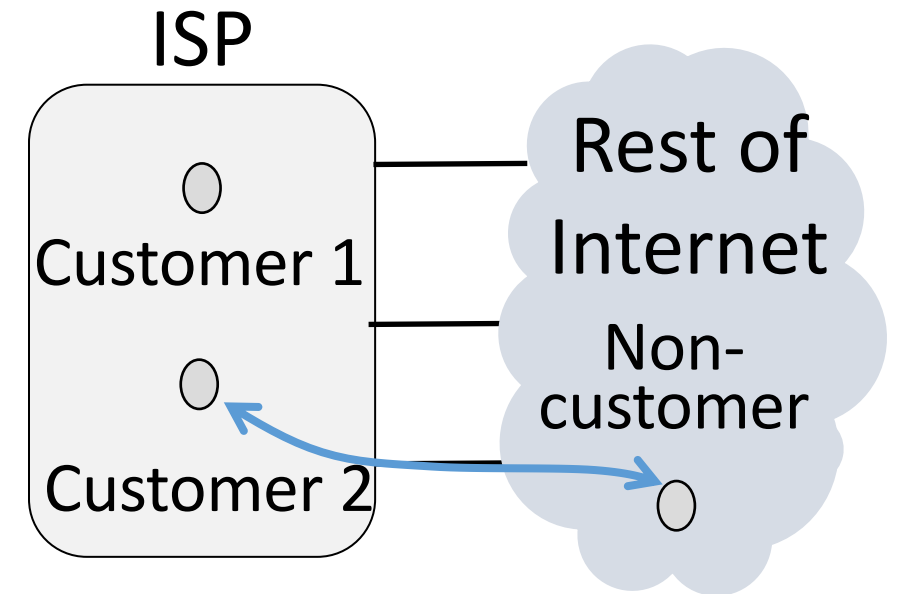 ISP
Customer 1
Customer 2
Rest of
Internet
Non-
customer